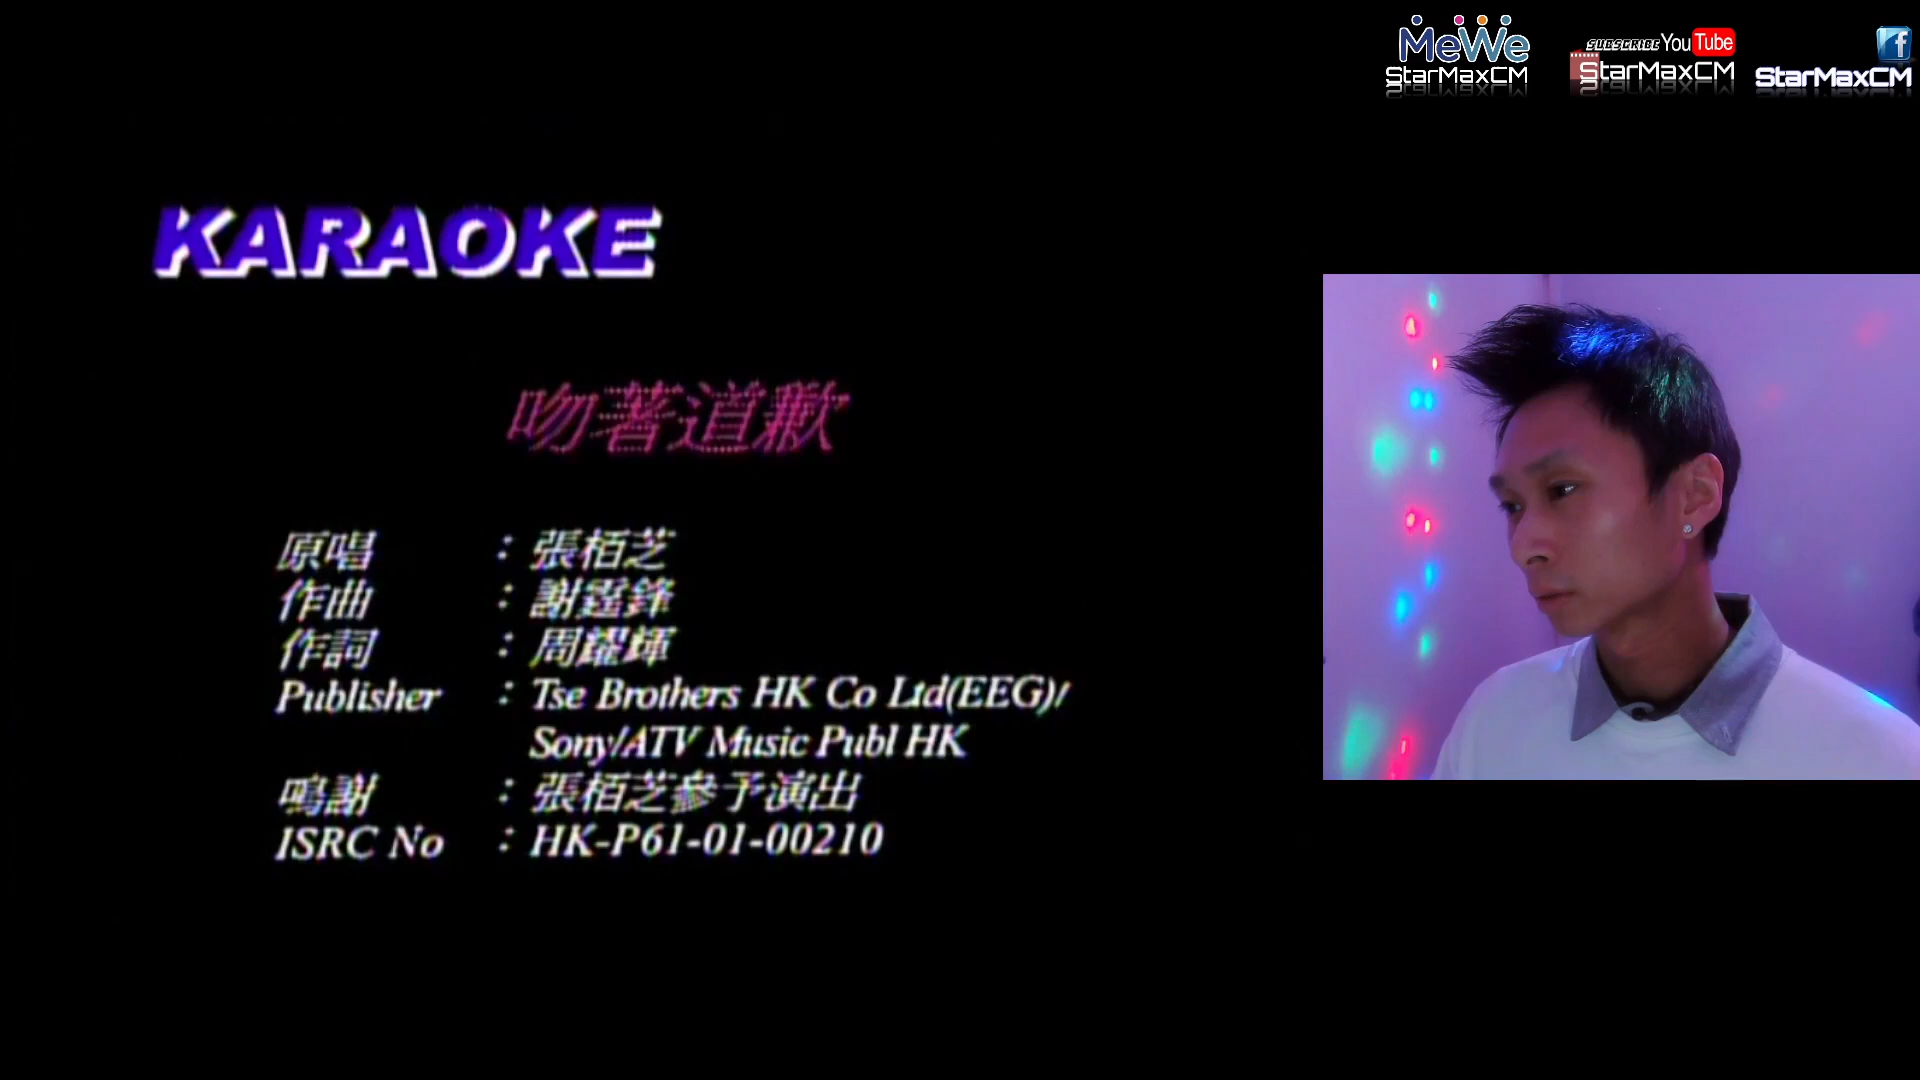 MeWe
StarMaxCM
SUBSCRIBE YouTube
StarMaxCM
StarMaxCM
KARAOKE
吻著道歉
原唱 : 張栢芝
作曲 : 謝霆鋒
作詞 : 周耀輝
Publisher : Tse Brothers HK Co Ltd(EEG)/
Sony/ATV Music Publ HK
鳴謝 : 張栢芝參予演出
ISRC No : HK-P61-01-00210